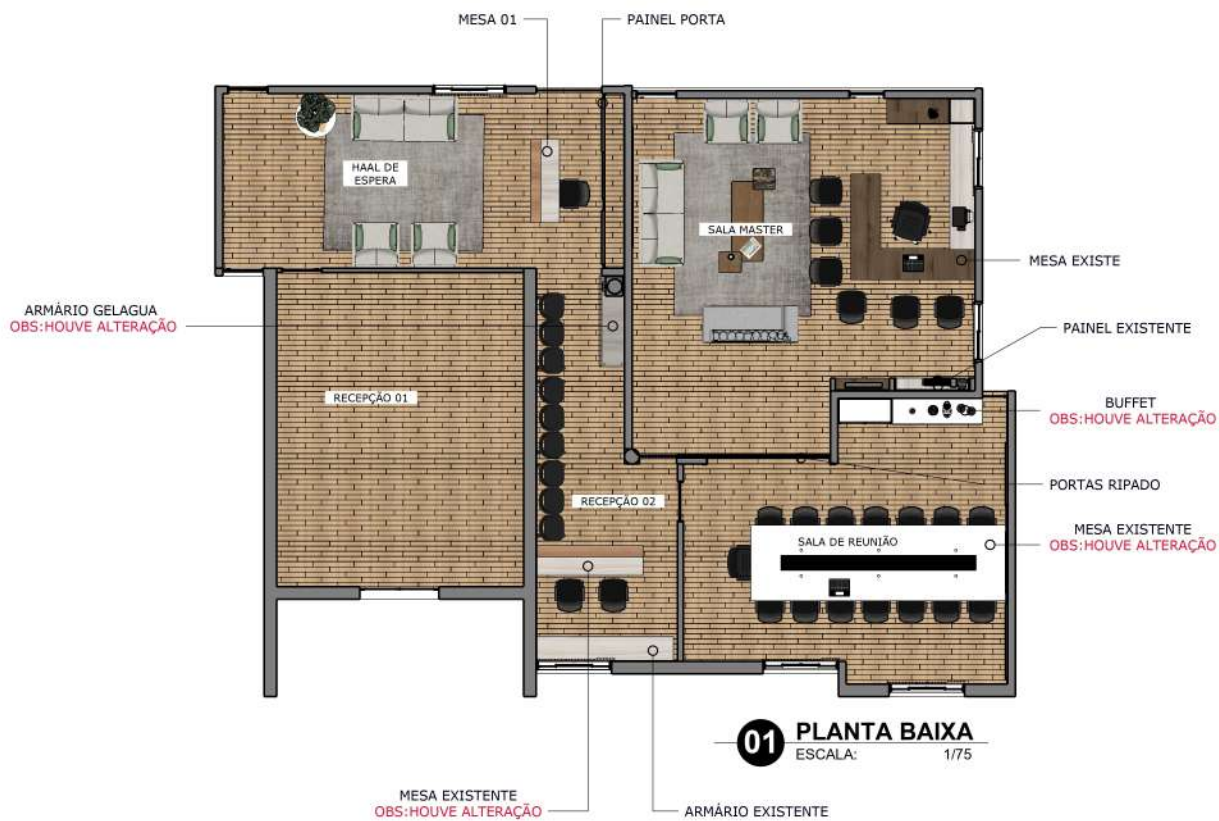 MESA 01
PAINEL PORTA
HAAL DE
ESPERA
SALA MASTER
MESA EXISTE
ARMÁRIO GELAGUA
OBS:HOUVE ALTERAÇÃO
PAINEL EXISTENTE
RECEPÇÃO 01
BUFFET
OBS:HOUVE ALTERAÇÃO
PORTAS RIPADO
RECEPÇÃO 02
MESA EXISTENTE
OBS:HOUVE ALTERAÇÃO
SALA DE REUNIÃO
01 PLANTA BAIXA
ESCALA: 1/75
MESA EXISTENTE
OBS:HOUVE ALTERAÇÃO
ARMÁRIO EXISTENTE